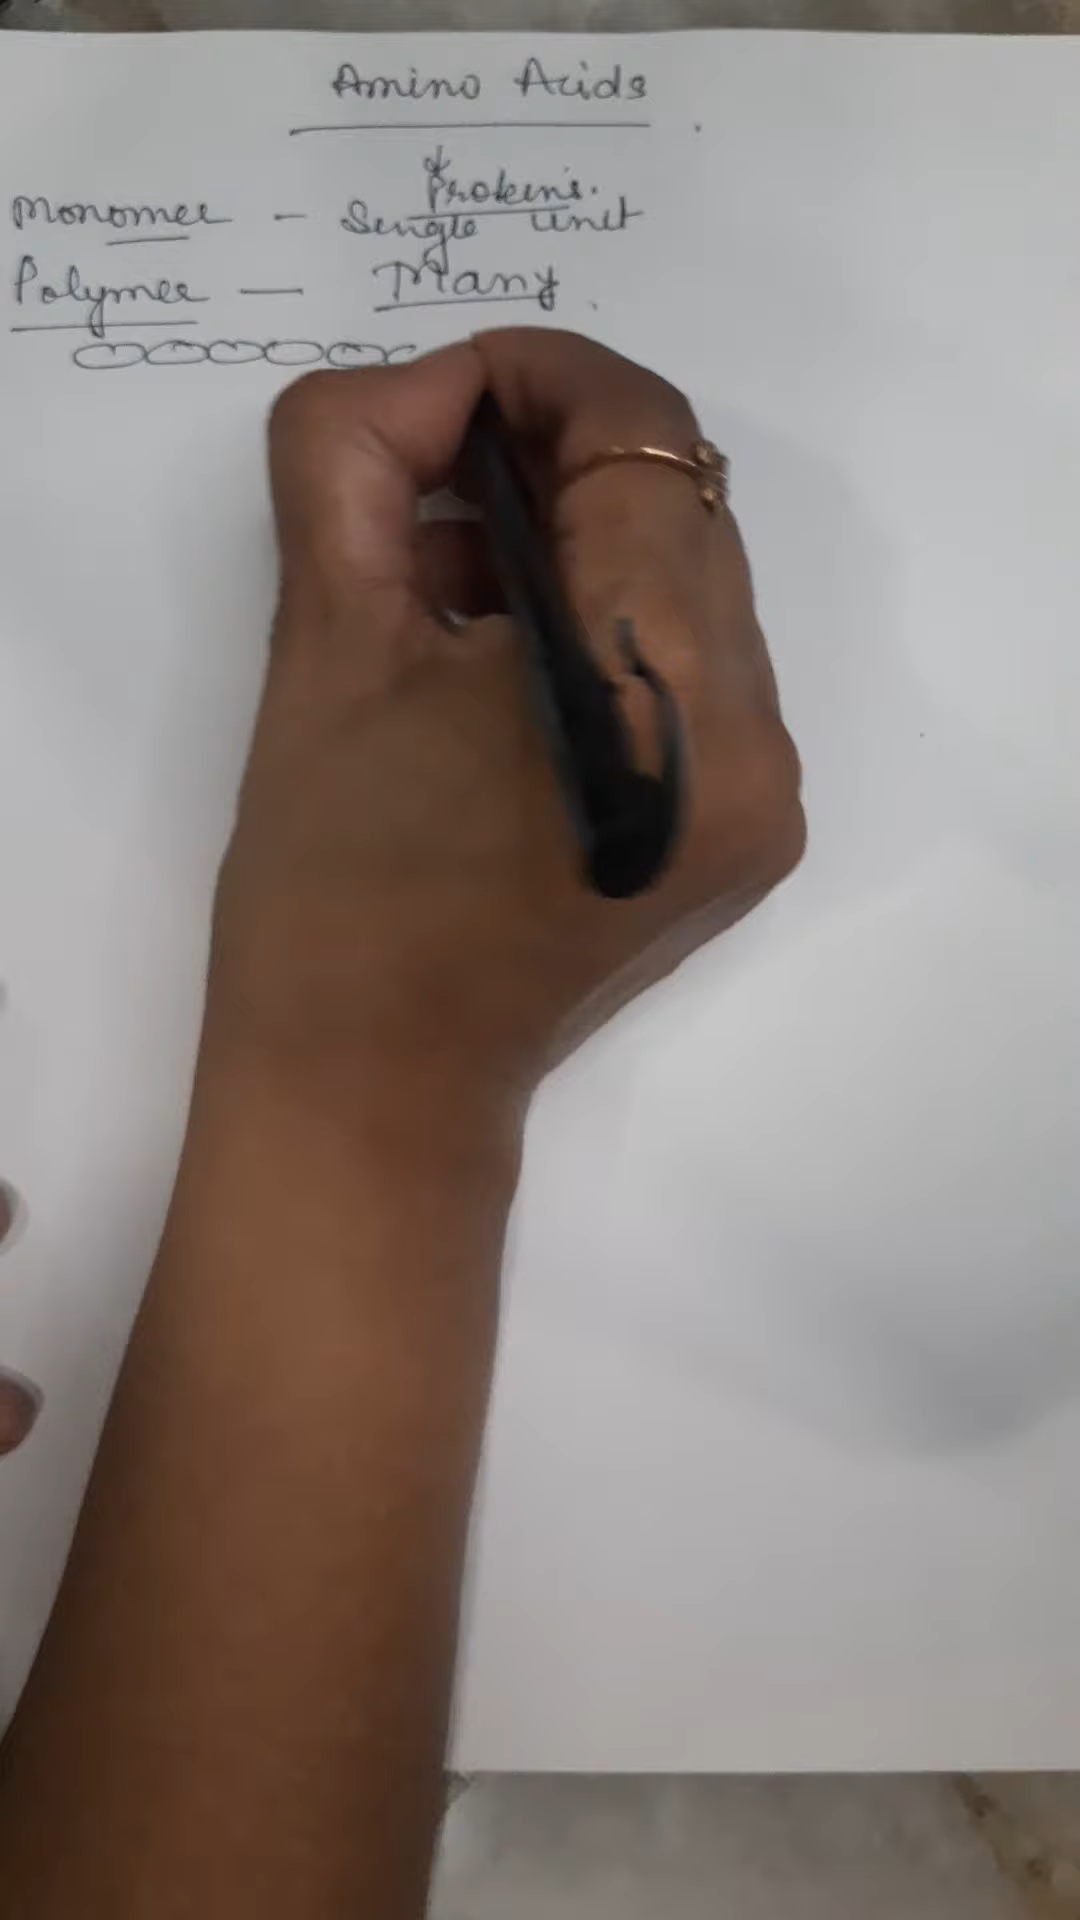 Amino Acids
& Proteins.
Monomer - Single unit
Polymer - Many